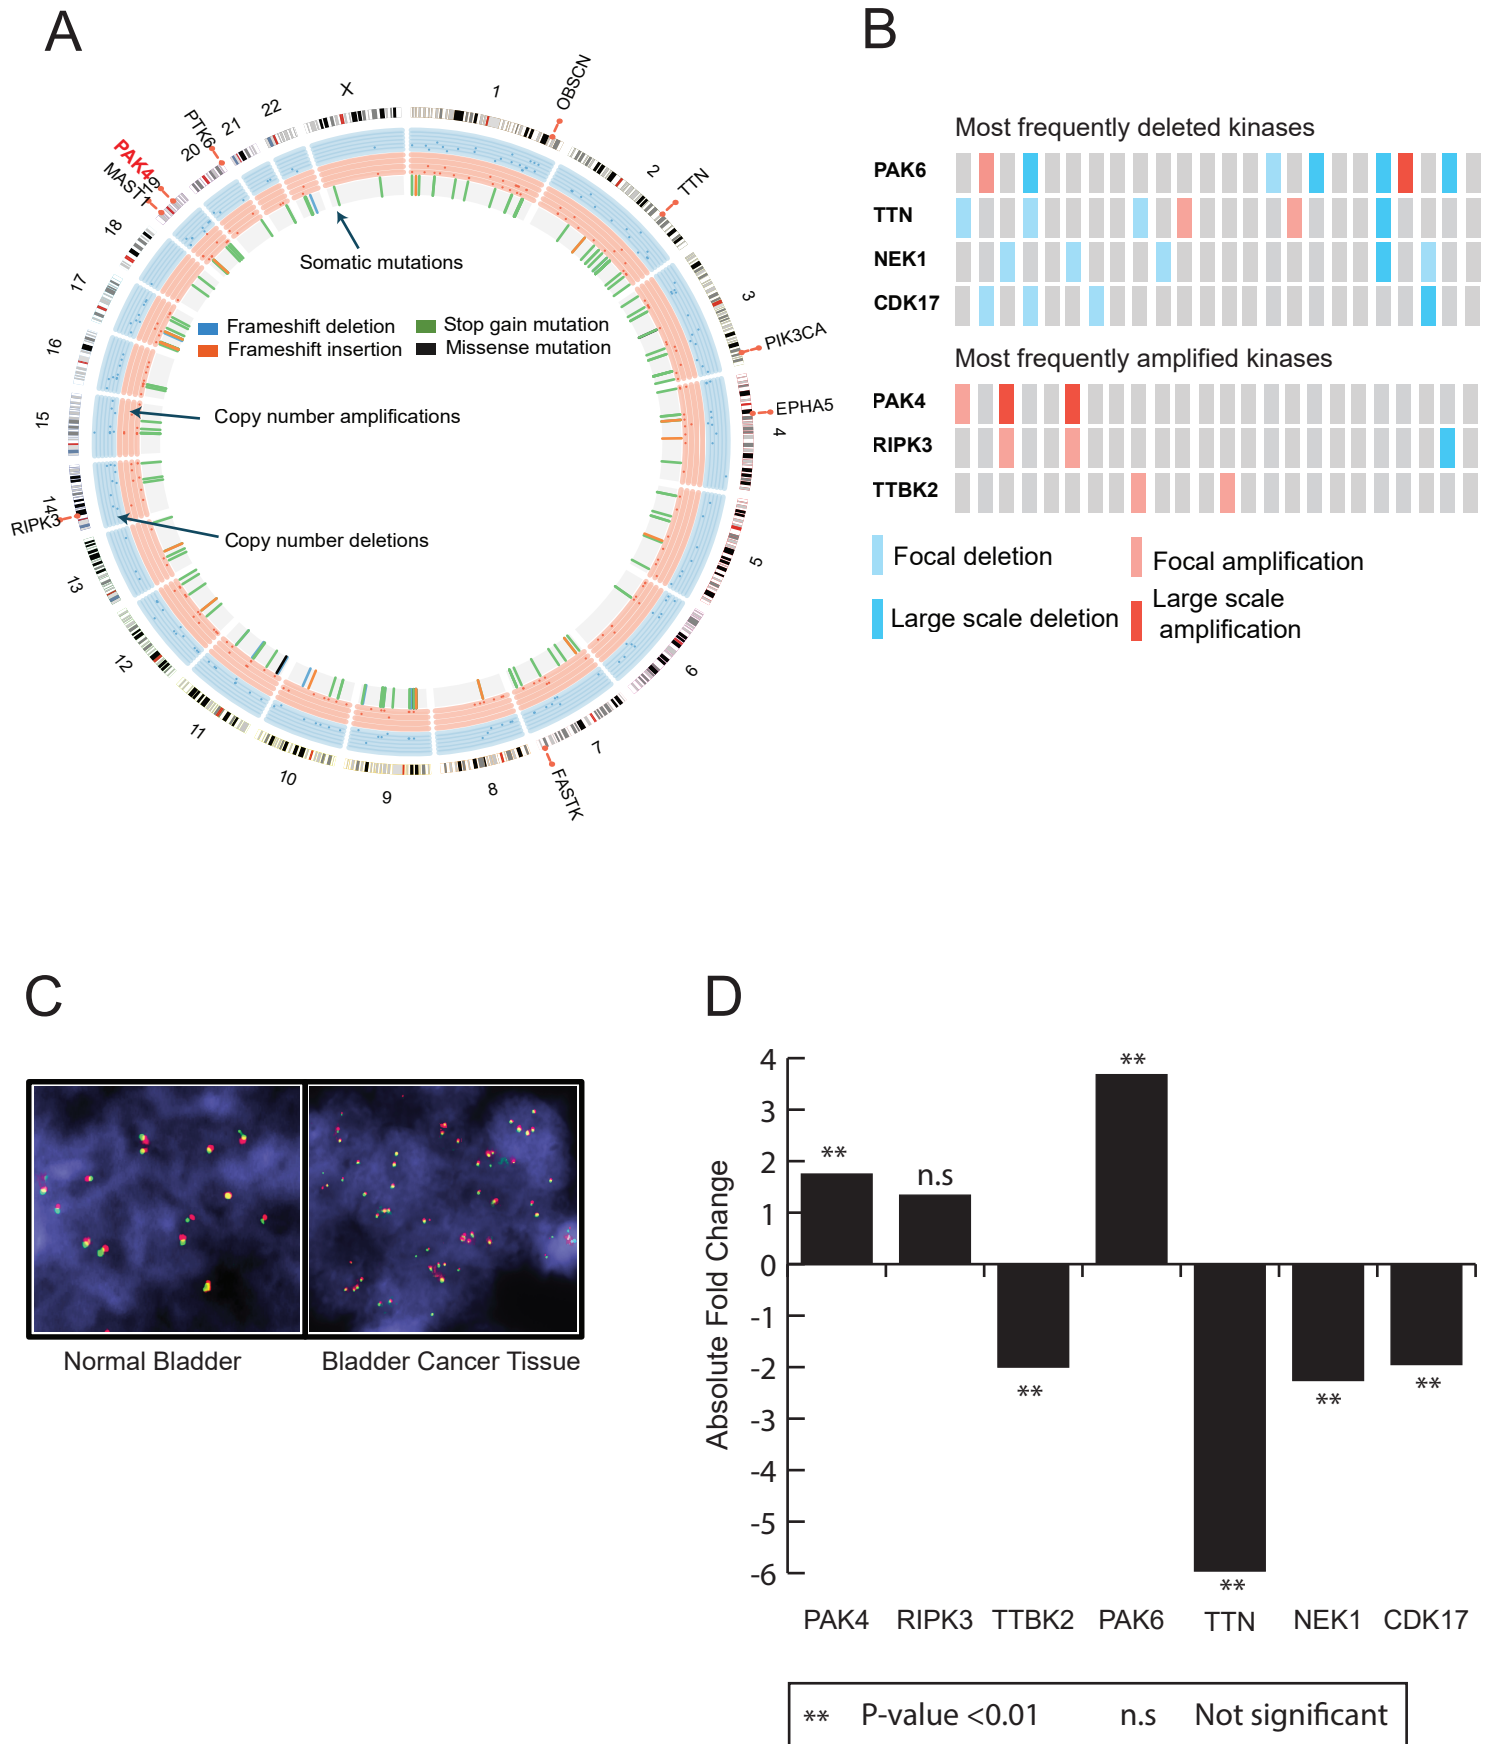 A
1
2
3
4
5
6
7
8
9
10
11
12
13
14
15
16
17
18
20
21
22
X
OBSCN
TTN
PIK3CA
EPHA5
FASTK
RIPK3
MAST1
PAK4
PTK6
Somatic mutations
Frameshift deletion
Stop gain mutation
Frameshift insertion
Missense mutation
Copy number amplifications
Copy number deletions
B
Most frequently deleted kinases
PAK6
TTN
NEK1
CDK17
Most frequently amplified kinases
PAK4
RIPK3
TTBK2
Focal deletion
Focal amplification
Large scale deletion
Large scale
amplification
C
Normal Bladder
Bladder Cancer Tissue
D
Absolute Fold Change
4
3
2
1
0
-1
-2
-3
-4
-5
-6
**
n.s
**
**
**
**
**
PAK4 RIPK3 TTBK2 PAK6 TTN NEK1 CDK17
** P-value <0.01 n.s Not significant